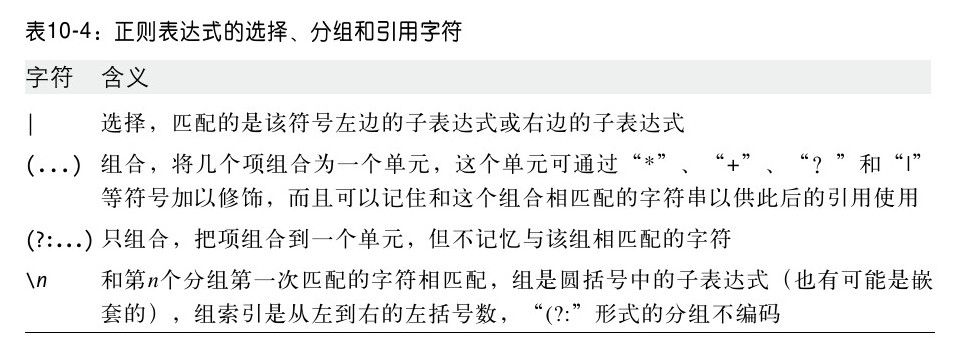 表10-4：正则表达式的选择、分组和引用字符
字符 含义
| 选择，匹配的是该符号左边的子表达式或右边的子表达式
(...) 组合，将几个项组合为一个单元，这个单元可通过“*”、“+”、“？”和“|”
等符号加以修饰，而且可以记住和这个组合相匹配的字符串以供此后的引用使用
(?:...) 只组合，把项组合到一个单元，但不记忆与该组相匹配的字符
\n 和第n个分组第一次匹配的字符相匹配，组是圆括号中的子表达式（也有可能是嵌
套的），组索引是从左到右的左括号数，“(?:”形式的分组不编码